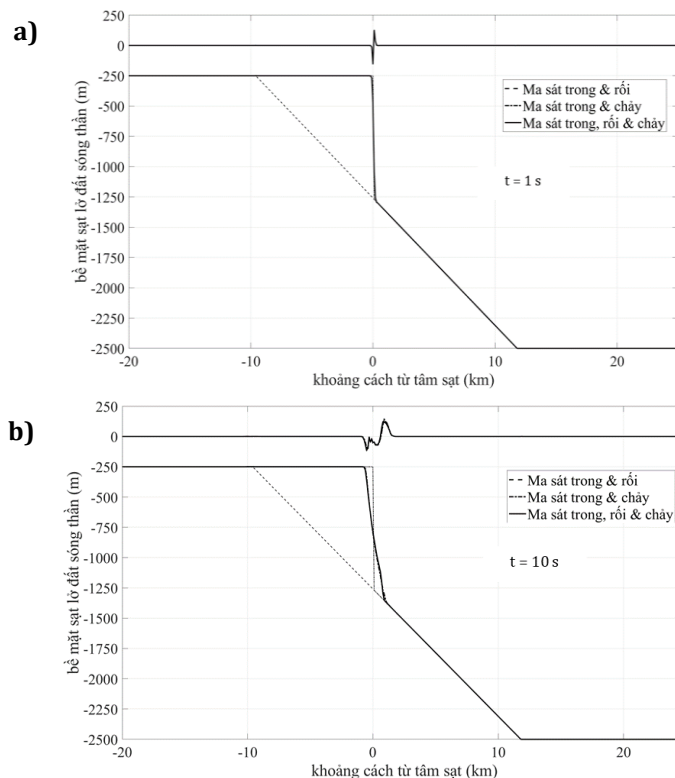 a)
bề mặt sạt lở đất sóng thần (m)
250
0
-250
-500
-750
-1000
-1250
-1500
-1750
-2000
-2250
-2500
Ma sát trong & rối
Ma sát trong & chảy
Ma sát trong, rối & chảy
t = 1 s
-20
-10
0
10
20
khoảng cách từ tâm sạt (km)
b)
bề mặt sạt lở đất sóng thần (m)
250
0
-250
-500
-750
-1000
-1250
-1500
-1750
-2000
-2250
-2500
Ma sát trong & rối
Ma sát trong & chảy
Ma sát trong, rối & chảy
t = 10 s
-20
-10
0
10
20
khoảng cách từ tâm sạt (km)